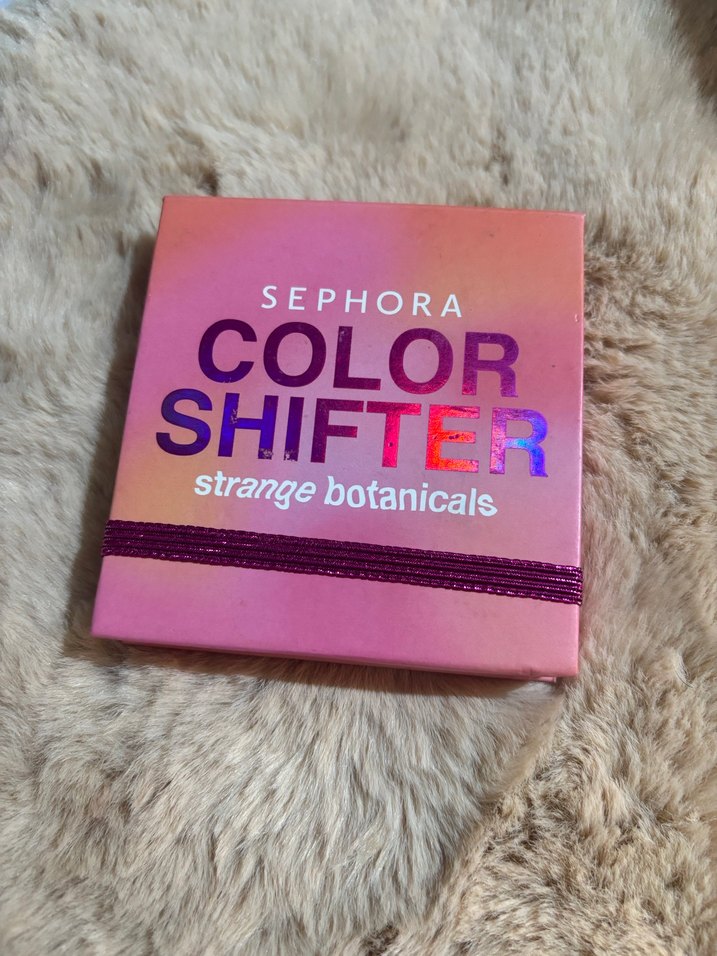 SEPHORA
COLOR
SHIFTER
strange botanicals